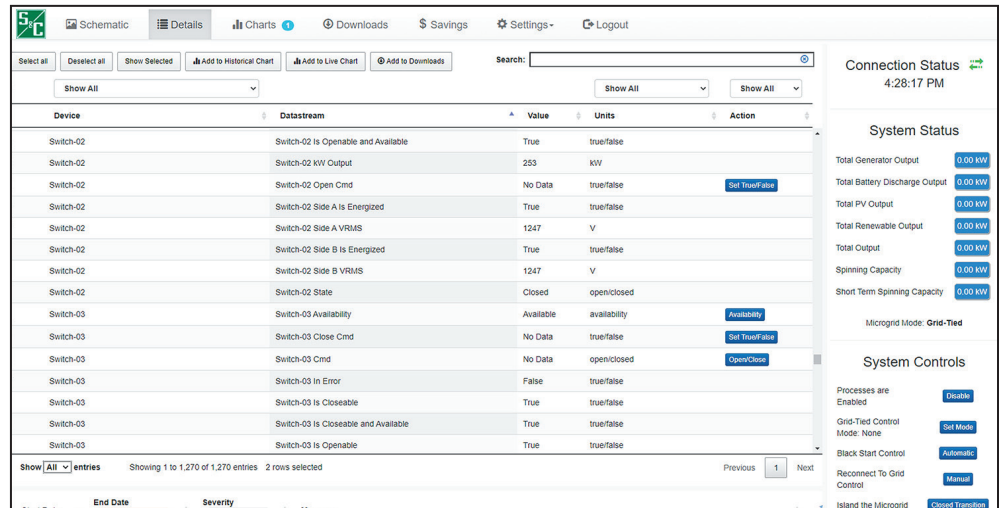 S&C
Schematic Details Charts 1 Downloads $ Savings Settings Logout
Select all Deselect all Show Selected Add to Historical Chart Add to Live Chart Add to Downloads Search:
Show All Show All Show All
Device Datastream Value Units Action
Switch-02 Switch-02 Is Openable and Available True true/false
Switch-02 Switch-02 kW Output 253 kW
Switch-02 Switch-02 Open Cmd No Data true/false Set True/False
Switch-02 Switch-02 Side A Is Energized True true/false
Switch-02 Switch-02 Side A VRMS 1247 V
Switch-02 Switch-02 Side B Is Energized True true/false
Switch-02 Switch-02 Side B VRMS 1247 V
Switch-02 Switch-02 State Closed open/closed
Switch-03 Switch-03 Availability Available availability Availability
Switch-03 Switch-03 Close Cmd No Data true/false Set True/False
Switch-03 Switch-03 Cmd No Data open/closed Open/Close
Switch-03 Switch-03 In Error False true/false
Switch-03 Switch-03 Is Closeable True true/false
Switch-03 Switch-03 Is Closeable and Available True true/false
Switch-03 Switch-03 Is Openable True true/false
Show All entries Showing 1 to 1,270 of 1,270 entries 2 rows selected Previous 1 Next
End Date Severity
Connection Status
4:28:17 PM
System Status
Total Generator Output 0.00 kW
Total Battery Discharge Output 0.00 kW
Total PV Output 0.00 kW
Total Renewable Output 0.00 kW
Total Output 0.00 kW
Spinning Capacity 0.00 kW
Short Term Spinning Capacity 0.00 kW
Microgrid Mode: Grid-Tied
System Controls
Processes are
Enabled Disable
Grid-Tied Control
Mode: None Set Mode
Black Start Control Automatic
Reconnect To Grid
Control Manual
Island the Microgrid Closed Transition